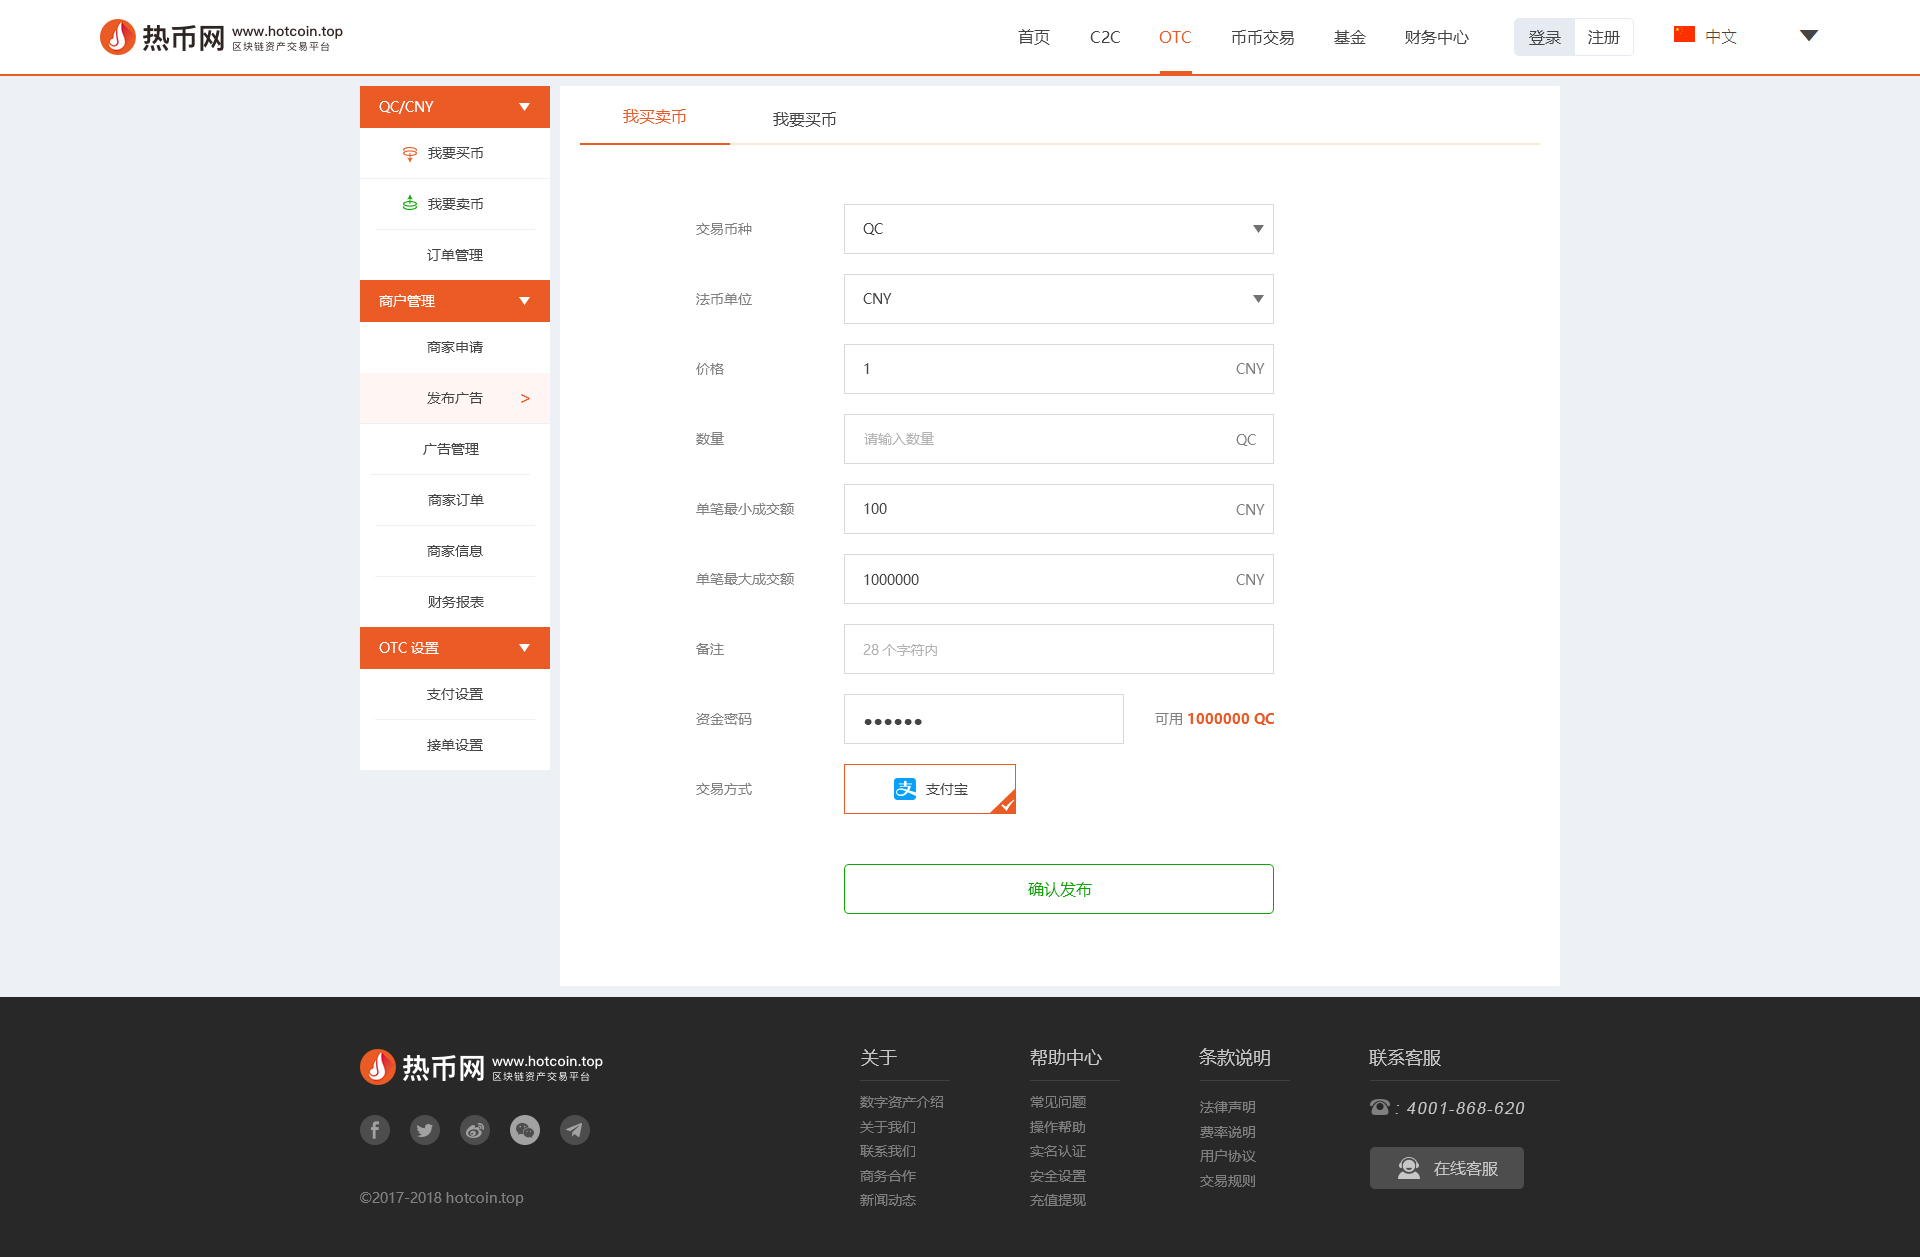 热币网 www.hotcoin.top
区块链资产交易平台
首页 C2C OTC 币币交易 基金 财务中心 登录 注册 中文
QC/CNY
我要买币
我要卖币
订单管理
商户管理
商家申请
发布广告 >
广告管理
商家订单
商家信息
财务报表
OTC 设置
支付设置
接单设置
我买卖币 我要买币
交易币种 QC
法币单位 CNY
价格 1 CNY
数量 请输入数量 QC
单笔最小成交额 100 CNY
单笔最大成交额 1000000 CNY
备注 28 个字符内
资金密码 ●●●●●● 可用 1000000 QC
交易方式 支 支付宝
确认发布
热币网 www.hotcoin.top
区块链资产交易平台
©2017-2018 hotcoin.top
关于
数字资产介绍
关于我们
联系我们
商务合作
新闻动态
帮助中心
常见问题
操作帮助
实名认证
安全设置
充值提现
条款说明
法律声明
费率说明
用户协议
交易规则
联系客服
: 4001-868-620
在线客服